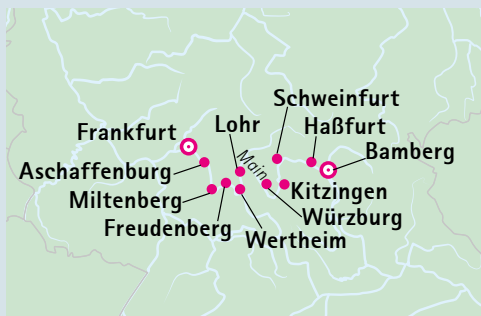 Schweinfurt
Frankfurt
Lohr
Haßfurt
Main
Bamberg
Aschaffenburg
Miltenberg
Kitzingen
Freudenberg
Würzburg
Wertheim